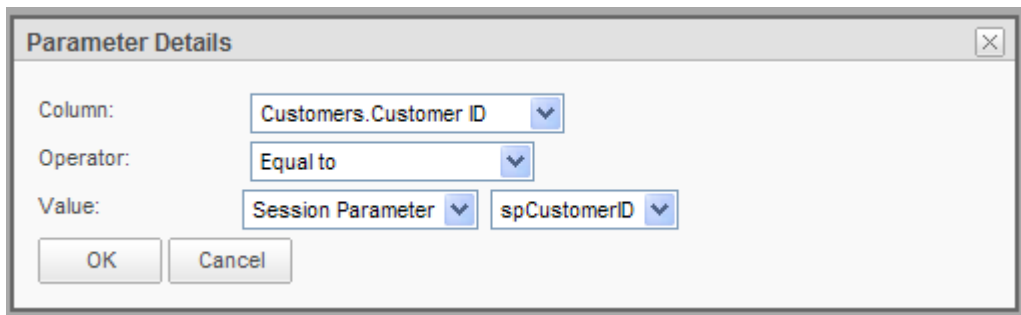 Parameter Details
Column: Customers.Customer ID
Operator: Equal to
Value: Session Parameter spCustomerID
OK Cancel